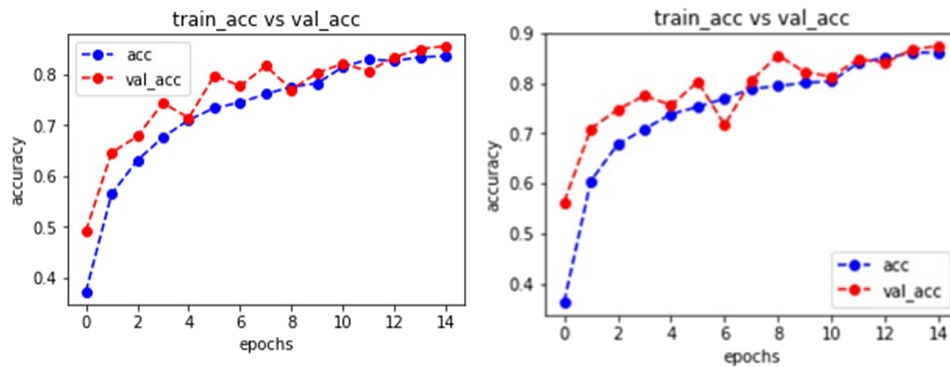 train_acc vs val_acc
acc
val_acc
0.8
0.7
0.6
0.5
0.4
accuracy
0 2 4 6 8 10 12 14
epochs
train_acc vs val_acc
0.9
0.8
0.7
0.6
0.5
0.4
accuracy
acc
val_acc
0 2 4 6 8 10 12 14
epochs